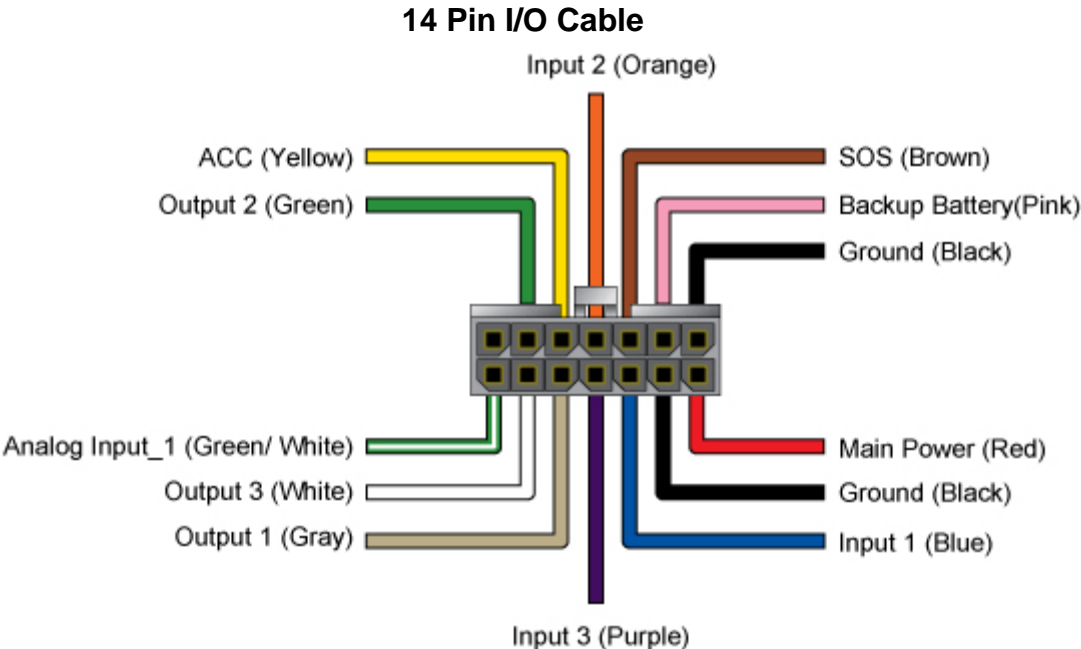 14 Pin I/O Cable
Input 2 (Orange)
ACC (Yellow)
SOS (Brown)
Output 2 (Green)
Backup Battery(Pink)
Ground (Black)
Analog Input_1 (Green/ White)
Main Power (Red)
Output 3 (White)
Ground (Black)
Output 1 (Gray)
Input 1 (Blue)
Input 3 (Purple)